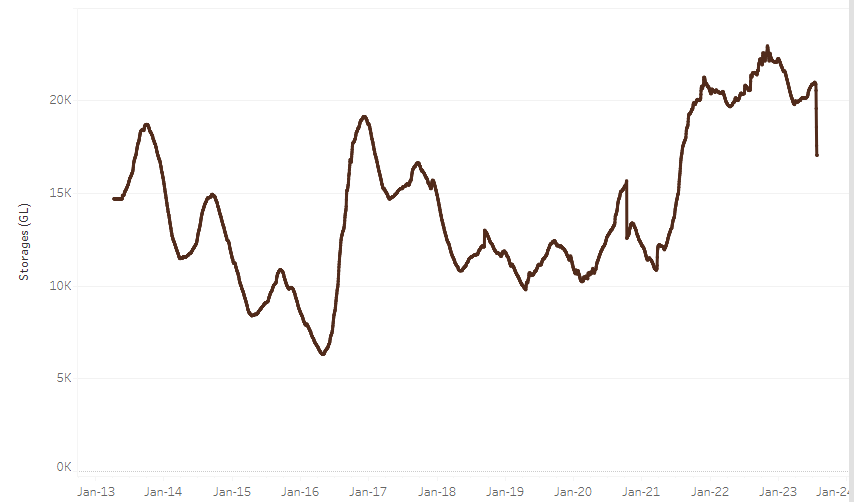 Storages (GL)
20K
15K
10K
5K
0K
Jan-13 Jan-14 Jan-15 Jan-16 Jan-17 Jan-18 Jan-19 Jan-20 Jan-21 Jan-22 Jan-23 Jan-24